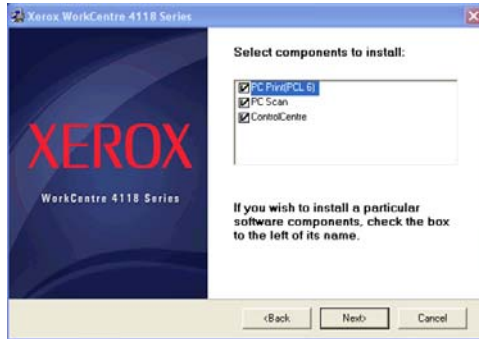 Xerox WorkCentre 4118 Series
Select components to install:
PC Print(PCL 6)
PC Scan
ControlCentre
XEROX
WorkCentre 4118 Series
If you wish to install a particular
software components, check the box
to the left of its name.
<Back
Next>
Cancel